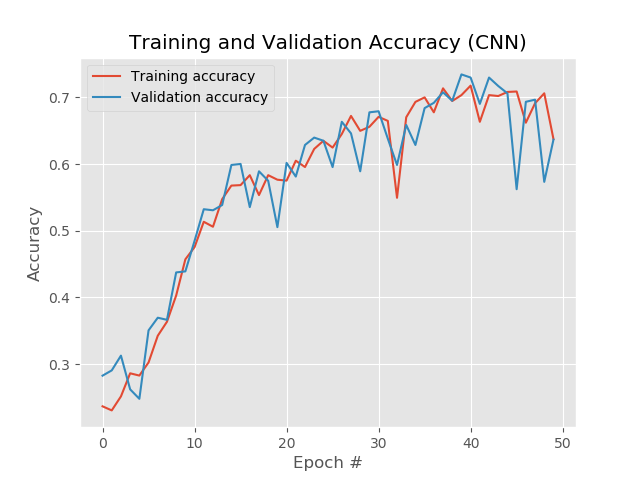 Training and Validation Accuracy (CNN)
Training accuracy
Validation accuracy
0.7
0.6
0.5
0.4
0.3
Accuracy
0 10 20 30 40 50
Epoch #